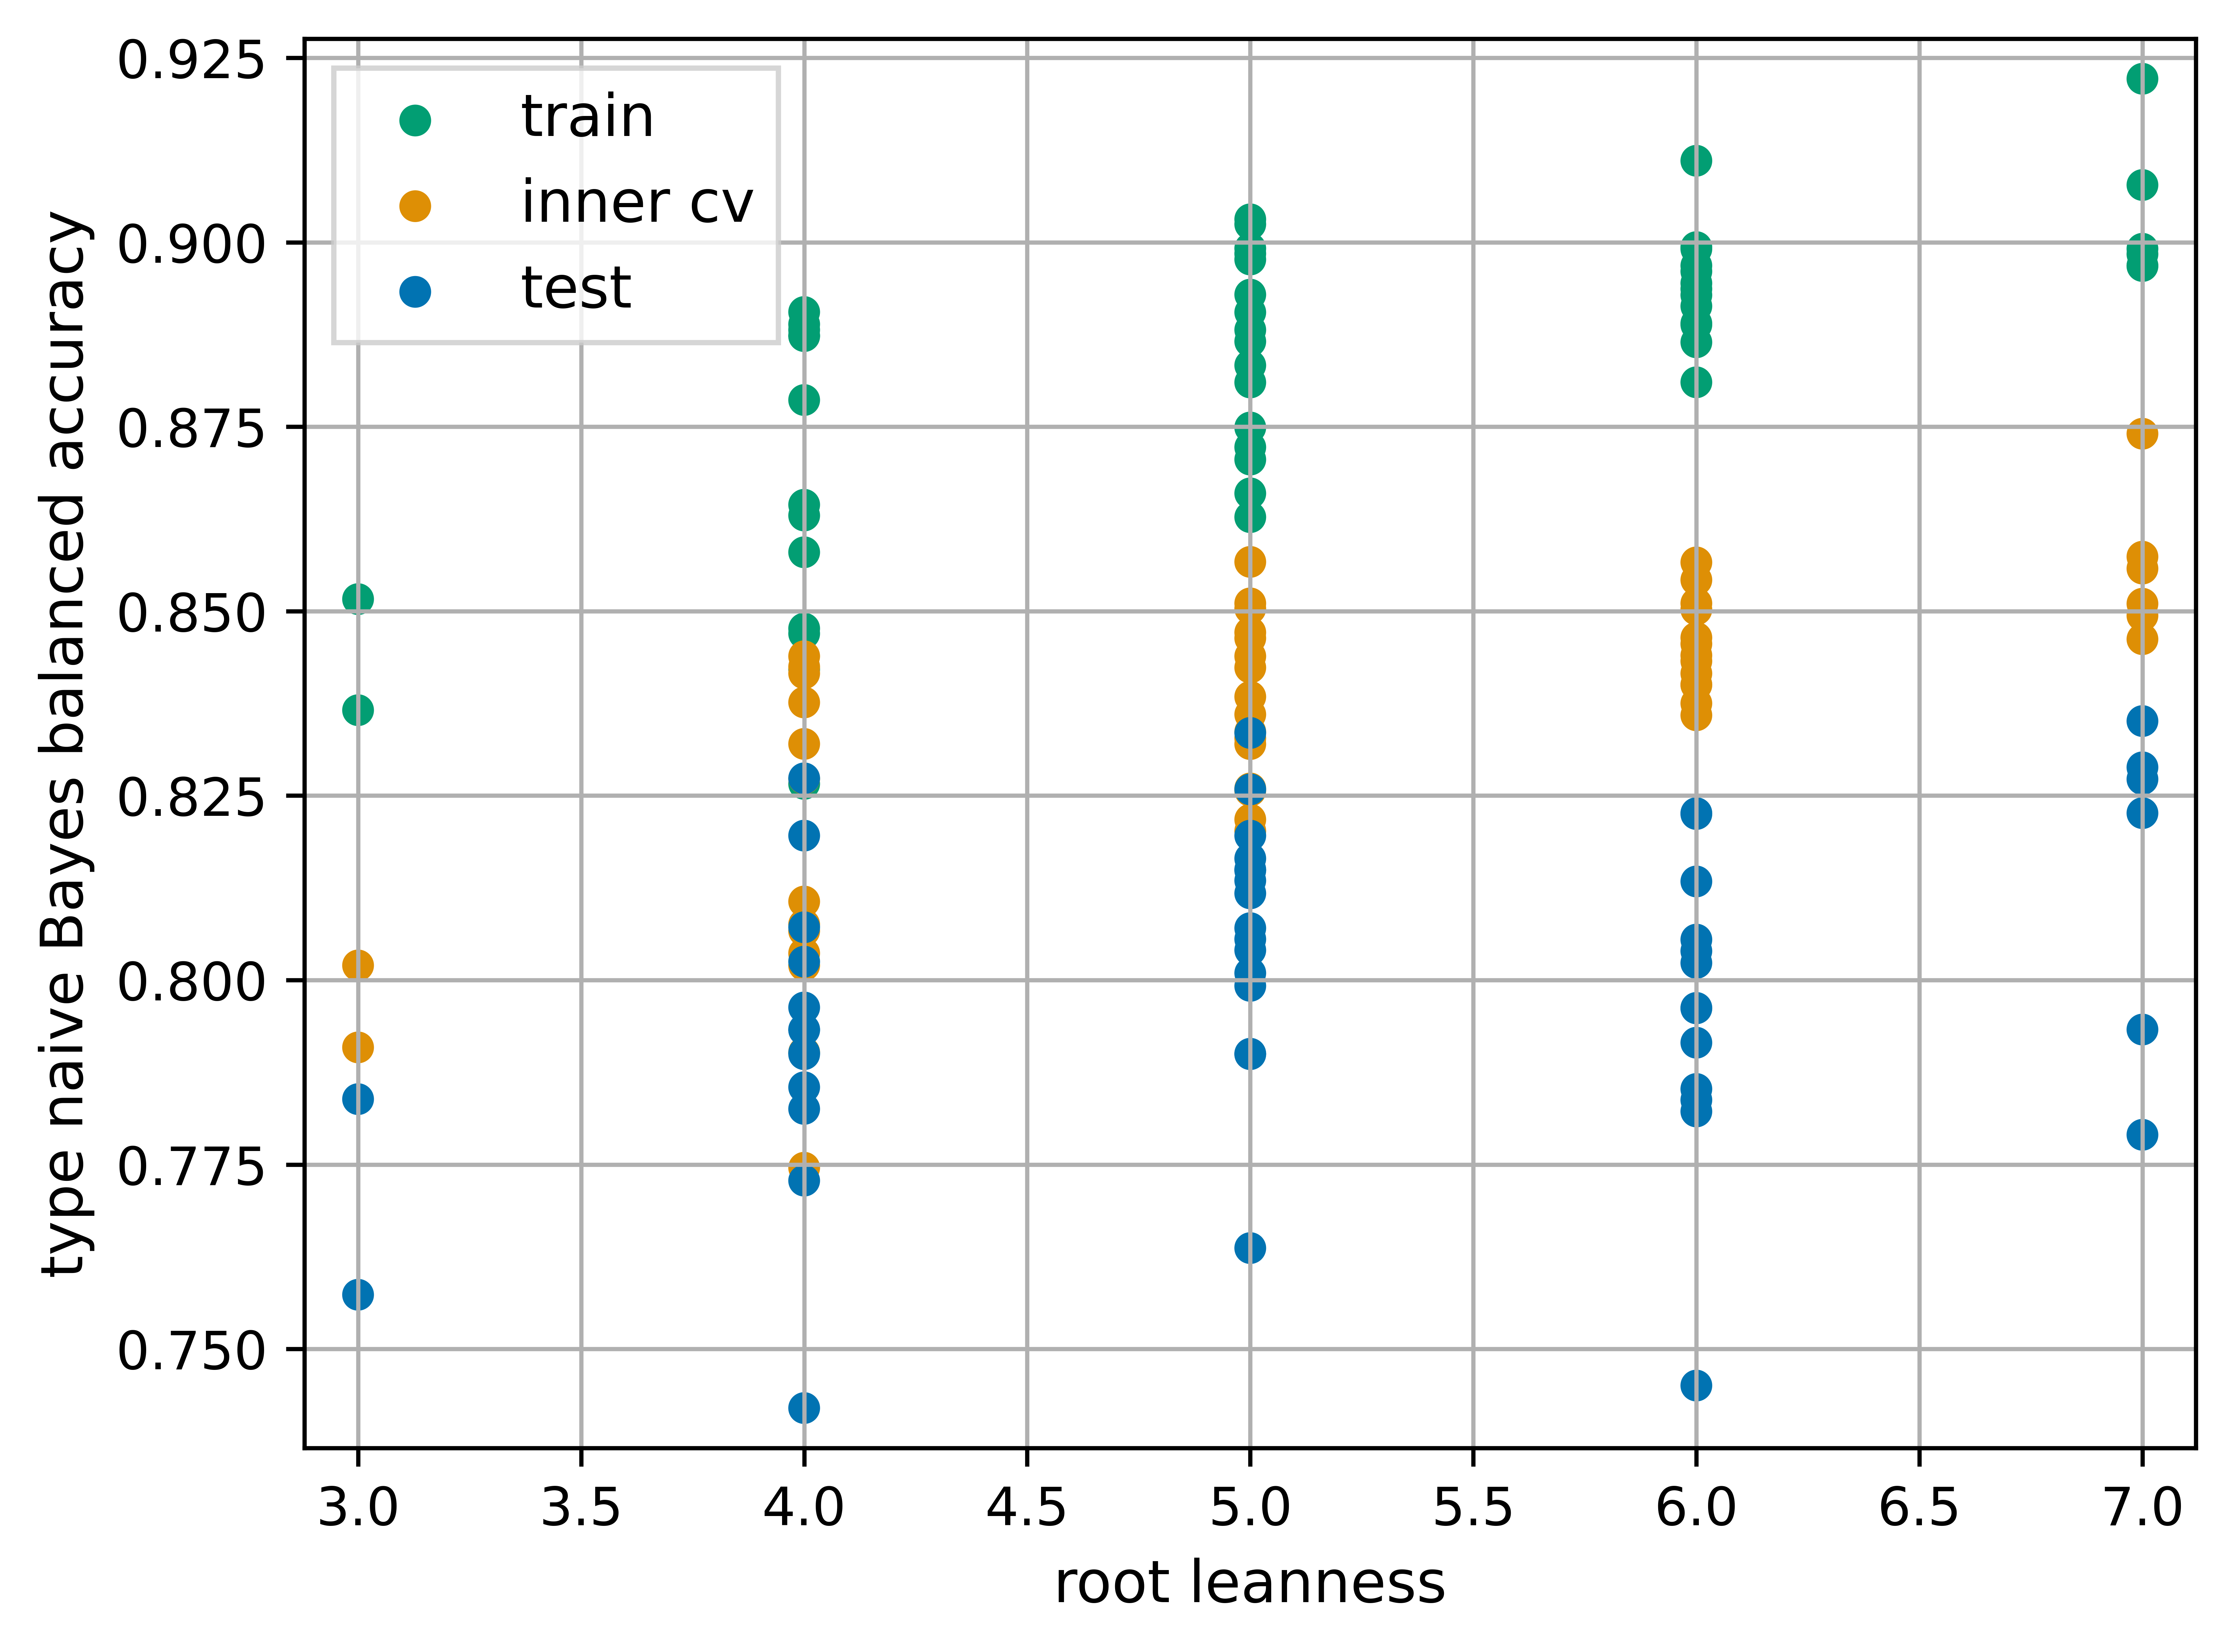 0.925
0.900
0.875
0.850
0.825
0.800
0.775
0.750
type naive Bayes balanced accuracy
train
inner cv
test
3.0 3.5 4.0 4.5 5.0 5.5 6.0 6.5 7.0
root leanness